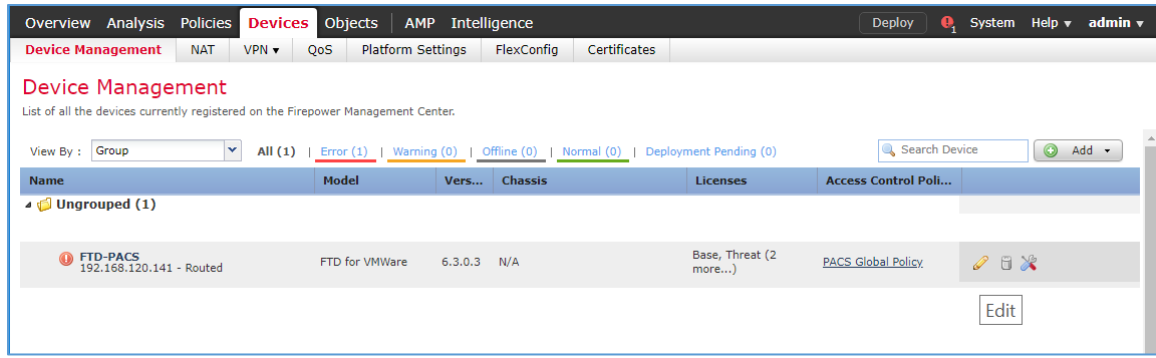 Overview Analysis Policies Devices Objects AMP Intelligence Deploy 1 System Help admin
Device Management NAT VPN QoS Platform Settings FlexConfig Certificates
Device Management
List of all the devices currently registered on the Firepower Management Center.
View By : Group All (1) | Error (1) | Warning (0) | Offline (0) | Normal (0) | Deployment Pending (0) Search Device Add
Name Model Vers... Chassis Licenses Access Control Poli...
Ungrouped (1)
FTD-PACS
192.168.120.141 - Routed FTD for VMWare 6.3.0.3 N/A Base, Threat (2 more...) PACS Global Policy
Edit